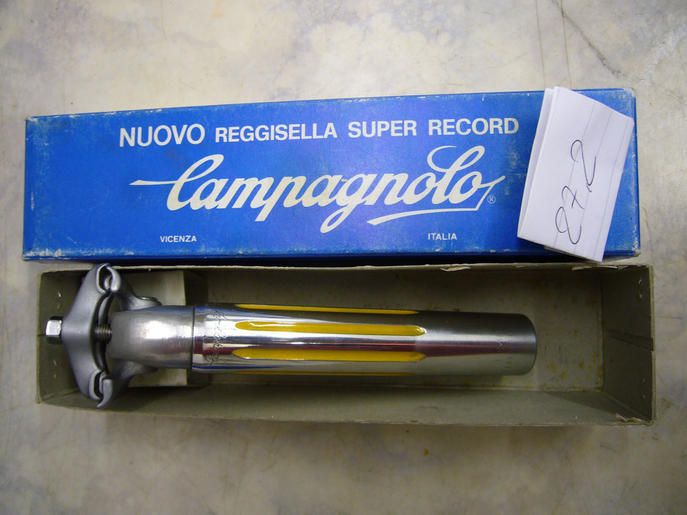 NUOVO REGGISELLA SUPER RECORD
Campagnolo®
VICENZA ITALIA
27,2